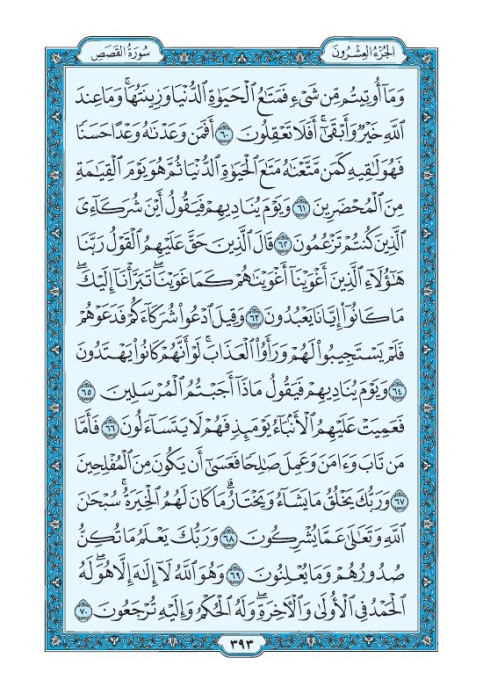 الجزء العشرون
سورة القصص
وَمَآ أُوتِيتُم مِّن شَىْءٍ فَمَتَٰعُ ٱلْحَيَوٰةِ ٱلدُّنْيَا وَزِينَتُهَا ۚ وَمَا عِندَ
ٱللَّهِ خَيْرٌ وَأَبْقَىٰٓ ۚ أَفَلَا تَعْقِلُونَ ٦٠ أَفَمَن وَعَدْنَٰهُ وَعْدًا حَسَنًا
فَهُوَ لَٰقِيهِ كَمَن مَّتَّعْنَٰهُ مَتَٰعَ ٱلْحَيَوٰةِ ٱلدُّنْيَا ثُمَّ هُوَ يَوْمَ ٱلْقِيَٰمَةِ
مِنَ ٱلْمُحْضَرِينَ ٦١ وَيَوْمَ يُنَادِيهِمْ فَيَقُولُ أَيْنَ شُرَكَآءِىَ
ٱلَّذِينَ كُنتُمْ تَزْعُمُونَ ٦٢ قَالَ ٱلَّذِينَ حَقَّ عَلَيْهِمُ ٱلْقَوْلُ رَبَّنَا
هَٰٓؤُلَآءِ ٱلَّذِينَ أَغْوَيْنَآ أَغْوَيْنَٰهُمْ كَمَا غَوَيْنَا ۖ تَبَرَّأْنَآ إِلَيْكَ ۖ
مَا كَانُوٓا۟ إِيَّانَا يَعْبُدُونَ ٦٣ وَقِيلَ ٱدْعُوا۟ شُرَكَآءَكُمْ فَدَعَوْهُمْ
فَلَمْ يَسْتَجِيبُوا۟ لَهُمْ وَرَأَوُا۟ ٱلْعَذَابَ ۚ لَوْ أَنَّهُمْ كَانُوا۟ يَهْتَدُونَ
٦٤ وَيَوْمَ يُنَادِيهِمْ فَيَقُولُ مَاذَآ أَجَبْتُمُ ٱلْمُرْسَلِينَ ٦٥
فَعَمِيَتْ عَلَيْهِمُ ٱلْأَنۢبَآءُ يَوْمَئِذٍ فَهُمْ لَا يَتَسَآءَلُونَ ٦٦ فَأَمَّا
مَن تَابَ وَءَامَنَ وَعَمِلَ صَٰلِحًا فَعَسَىٰٓ أَن يَكُونَ مِنَ ٱلْمُفْلِحِينَ
٦٧ وَرَبُّكَ يَخْلُقُ مَا يَشَآءُ وَيَخْتَارُ ۗ مَا كَانَ لَهُمُ ٱلْخِيَرَةُ ۚ سُبْحَٰنَ
ٱللَّهِ وَتَعَٰلَىٰ عَمَّا يُشْرِكُونَ ٦٨ وَرَبُّكَ يَعْلَمُ مَا تُكِنُّ
صُدُورُهُمْ وَمَا يُعْلِنُونَ ٦٩ وَهُوَ ٱللَّهُ لَآ إِلَٰهَ إِلَّا هُوَ ۖ لَهُ
ٱلْحَمْدُ فِى ٱلْأُولَىٰ وَٱلْءَاخِرَةِ ۖ وَلَهُ ٱلْحُكْمُ وَإِلَيْهِ تُرْجَعُونَ ٧٠
٣٩٣